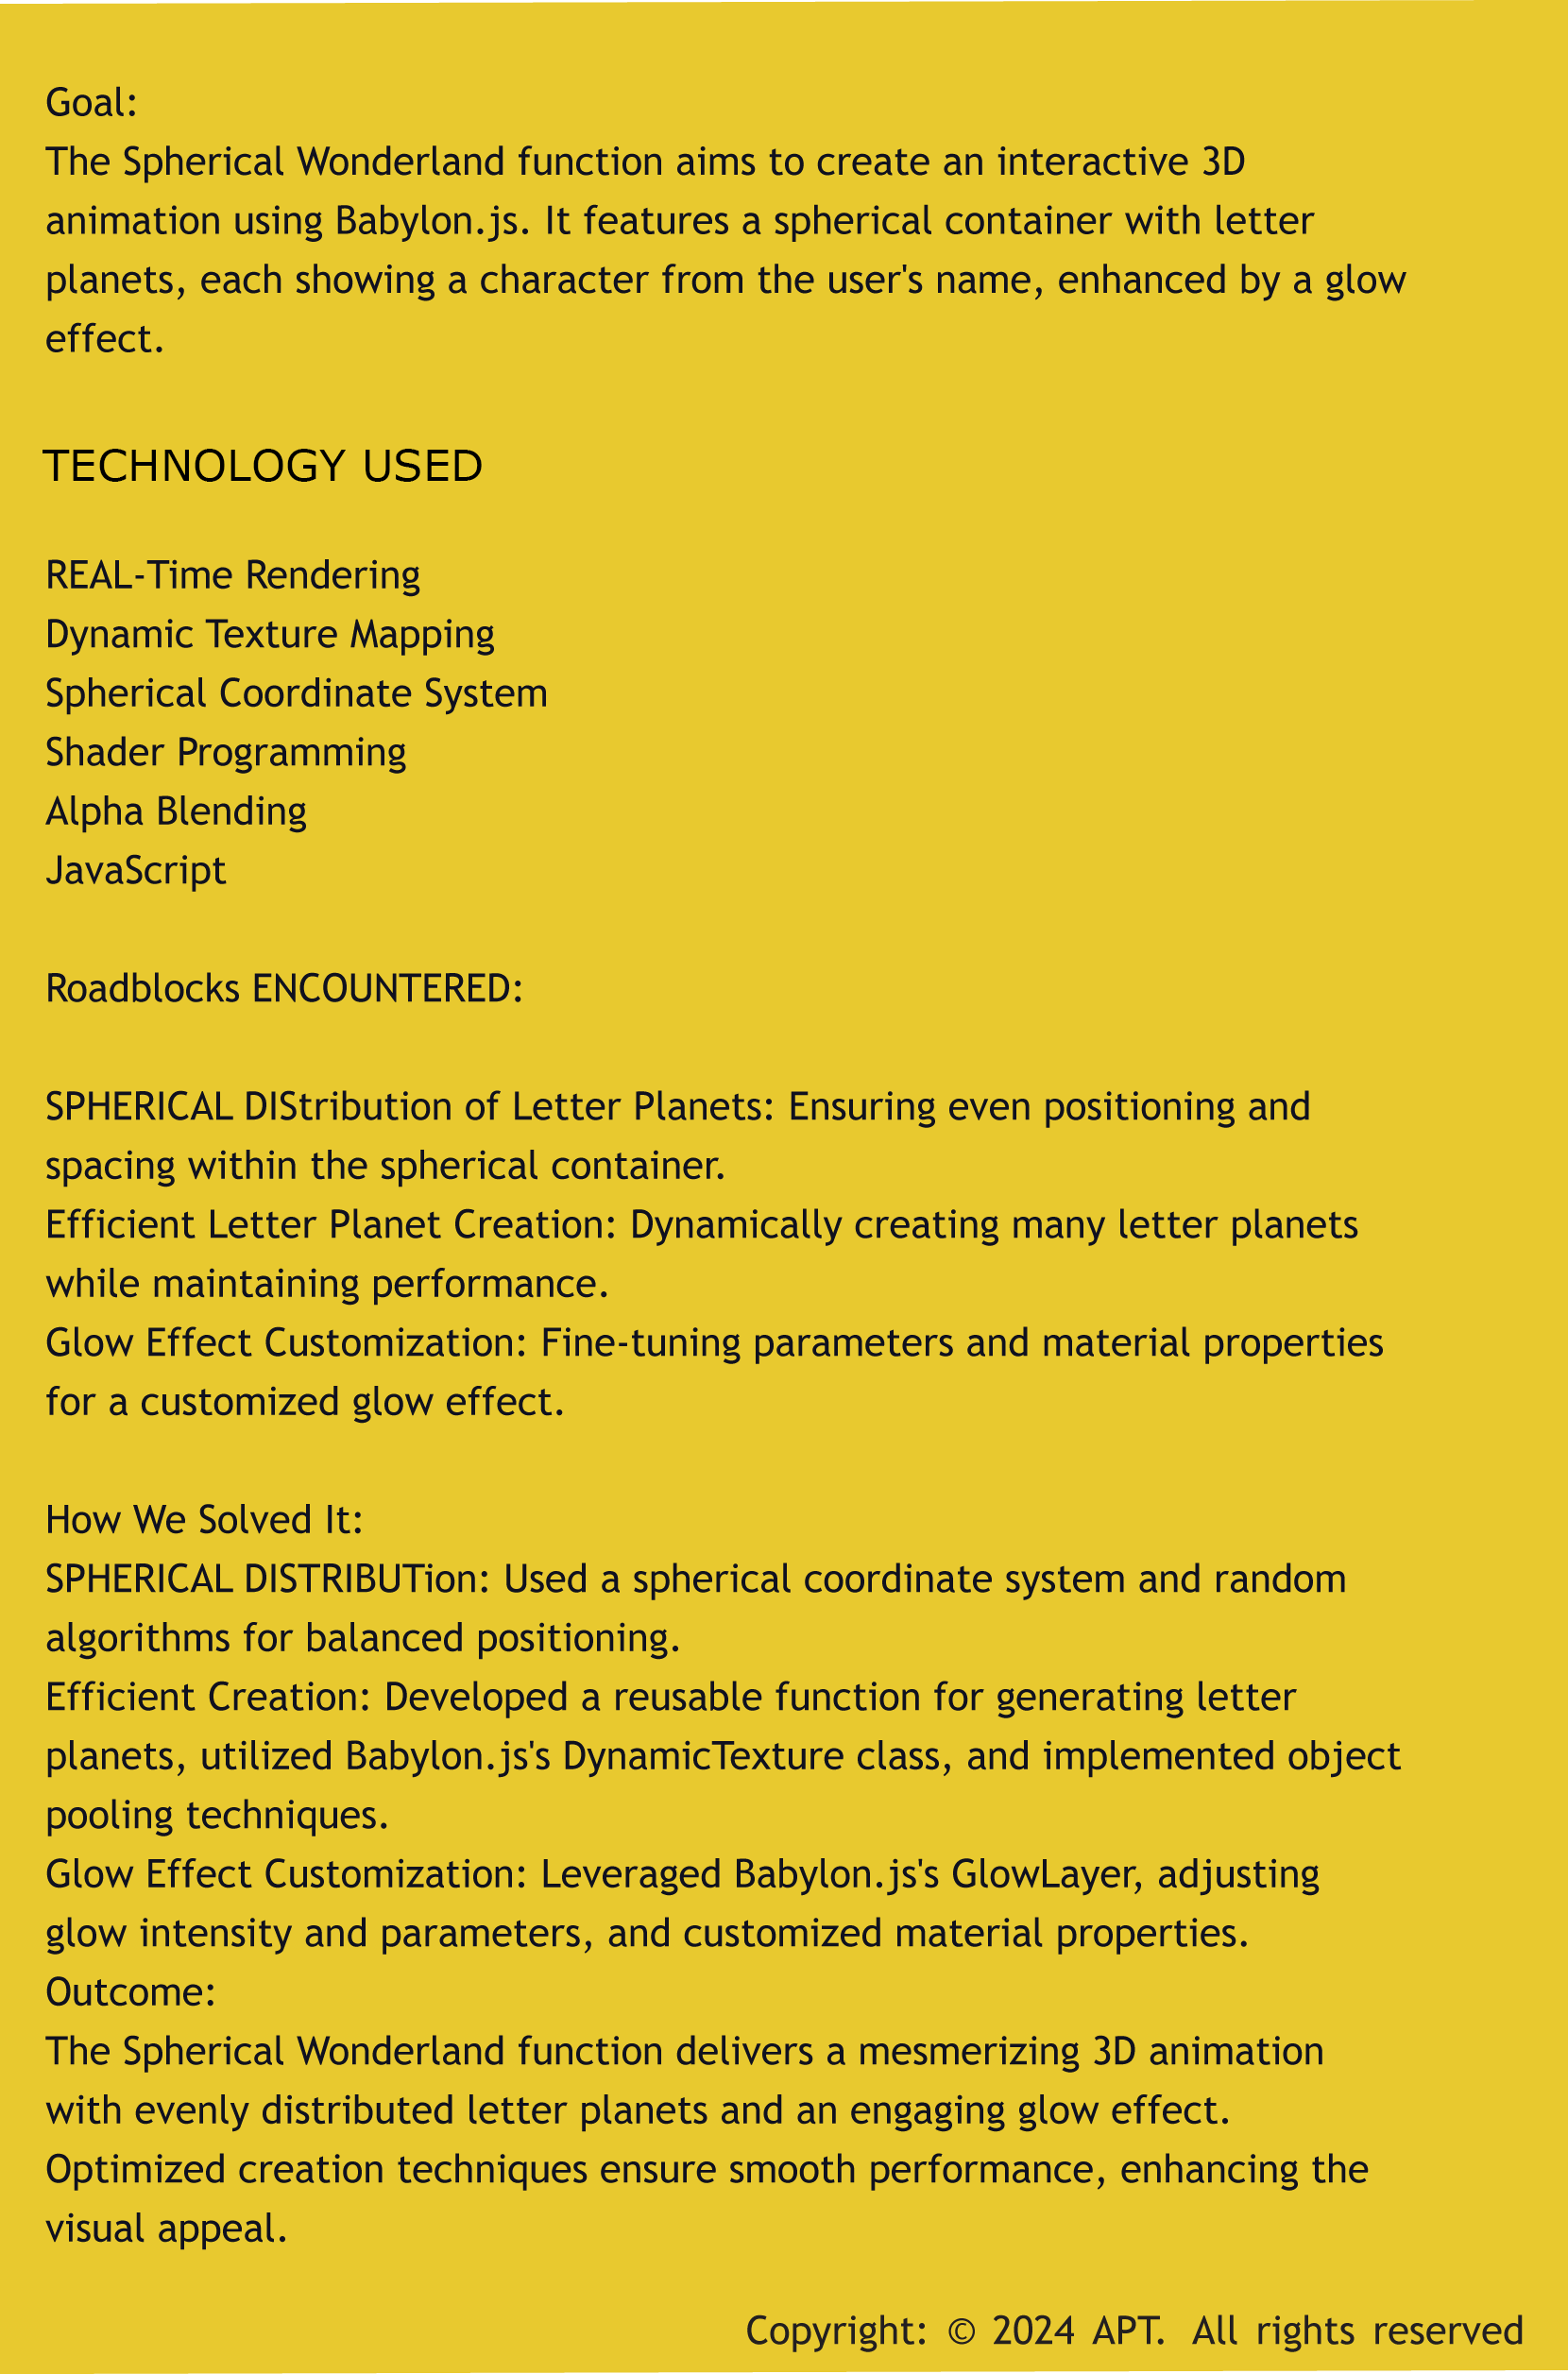 Goal:
The Spherical Wonderland function aims to create an interactive 3D
animation using Babylon.js. It features a spherical container with letter
planets, each showing a character from the user's name, enhanced by a glow
effect.
TECHNOLOGY USED
REAL-Time Rendering
Dynamic Texture Mapping
Spherical Coordinate System
Shader Programming
Alpha Blending
JavaScript
Roadblocks ENCOUNTERED:
SPHERICAL DIStribution of Letter Planets: Ensuring even positioning and
spacing within the spherical container.
Efficient Letter Planet Creation: Dynamically creating many letter planets
while maintaining performance.
Glow Effect Customization: Fine-tuning parameters and material properties
for a customized glow effect.
How We Solved It:
SPHERICAL DISTRIBUTion: Used a spherical coordinate system and random
algorithms for balanced positioning.
Efficient Creation: Developed a reusable function for generating letter
planets, utilized Babylon.js's DynamicTexture class, and implemented object
pooling techniques.
Glow Effect Customization: Leveraged Babylon.js's GlowLayer, adjusting
glow intensity and parameters, and customized material properties.
Outcome:
The Spherical Wonderland function delivers a mesmerizing 3D animation
with evenly distributed letter planets and an engaging glow effect.
Optimized creation techniques ensure smooth performance, enhancing the
visual appeal.
Copyright: © 2024 APT. All rights reserved